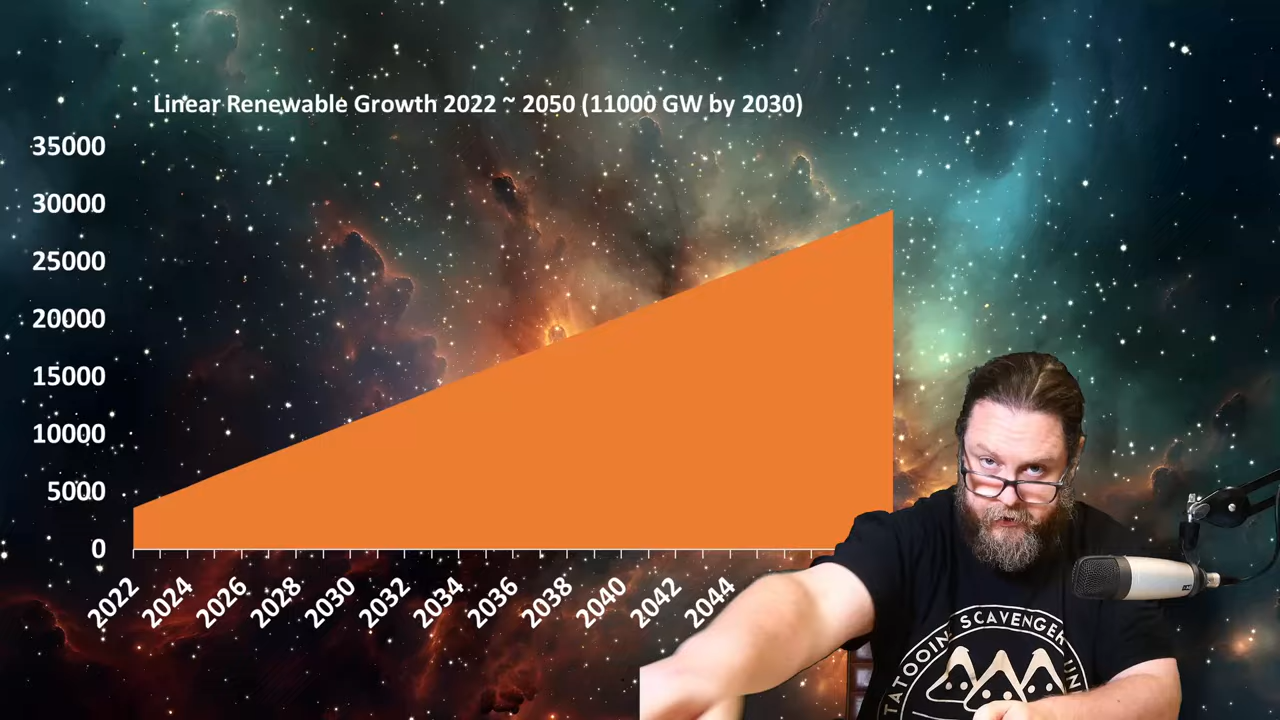 Linear Renewable Growth 2022 ~ 2050 (11000 GW by 2030)
35000
30000
25000
20000
15000
10000
5000
0
2022 2024 2026 2028 2030 2032 2034 2036 2038 2040 2042 2044
SCAVENGER